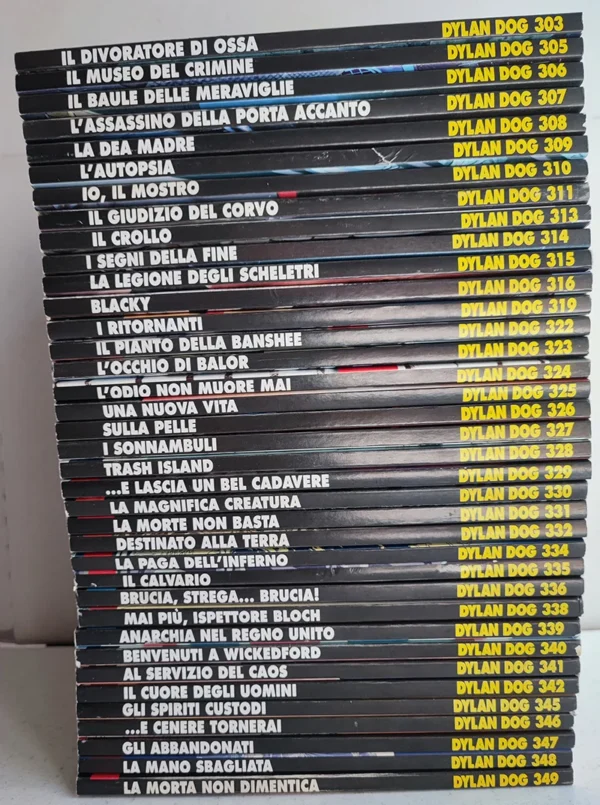 IL DIVORATORE DI OSSA DYLAN DOG 303
IL MUSEO DEL CRIMINE DYLAN DOG 305
IL BAULE DELLE MERAVIGLIE DYLAN DOG 306
L'ASSASSINO DELLA PORTA ACCANTO DYLAN DOG 307
LA DEA MADRE DYLAN DOG 308
L'AUTOPSIA DYLAN DOG 309
IO, IL MOSTRO DYLAN DOG 310
IL GIUDIZIO DEL CORVO DYLAN DOG 311
IL CROLLO DYLAN DOG 313
I SEGNI DELLA FINE DYLAN DOG 314
LA LEGIONE DEGLI SCHELETRI DYLAN DOG 315
BLACKY DYLAN DOG 316
I RITORNANTI DYLAN DOG 319
IL PIANTO DELLA BANSHEE DYLAN DOG 322
L'OCCHIO DI BALOR DYLAN DOG 323
L'ODIO NON MUORE MAI DYLAN DOG 324
UNA NUOVA VITA DYLAN DOG 325
SULLA PELLE DYLAN DOG 326
I SONNAMBULI DYLAN DOG 327
TRASH ISLAND DYLAN DOG 328
...E LASCIA UN BEL CADAVERE DYLAN DOG 329
LA MAGNIFICA CREATURA DYLAN DOG 330
LA MORTE NON BASTA DYLAN DOG 331
DESTINATO ALLA TERRA DYLAN DOG 332
LA PAGA DELL'INFERNO DYLAN DOG 334
IL CALVARIO DYLAN DOG 335
BRUCIA, STREGA... BRUCIA! DYLAN DOG 336
MAI PIÙ, ISPETTORE BLOCH DYLAN DOG 338
ANARCHIA NEL REGNO UNITO DYLAN DOG 339
BENVENUTI A WICKEDFORD DYLAN DOG 340
AL SERVIZIO DEL CAOS DYLAN DOG 341
IL CUORE DEGLI UOMINI DYLAN DOG 342
GLI SPIRITI CUSTODI DYLAN DOG 345
...E CENERE TORNERAI DYLAN DOG 346
GLI ABBANDONATI DYLAN DOG 347
LA MANO SBAGLIATA DYLAN DOG 348
LA MORTA NON DIMENTICA DYLAN DOG 349